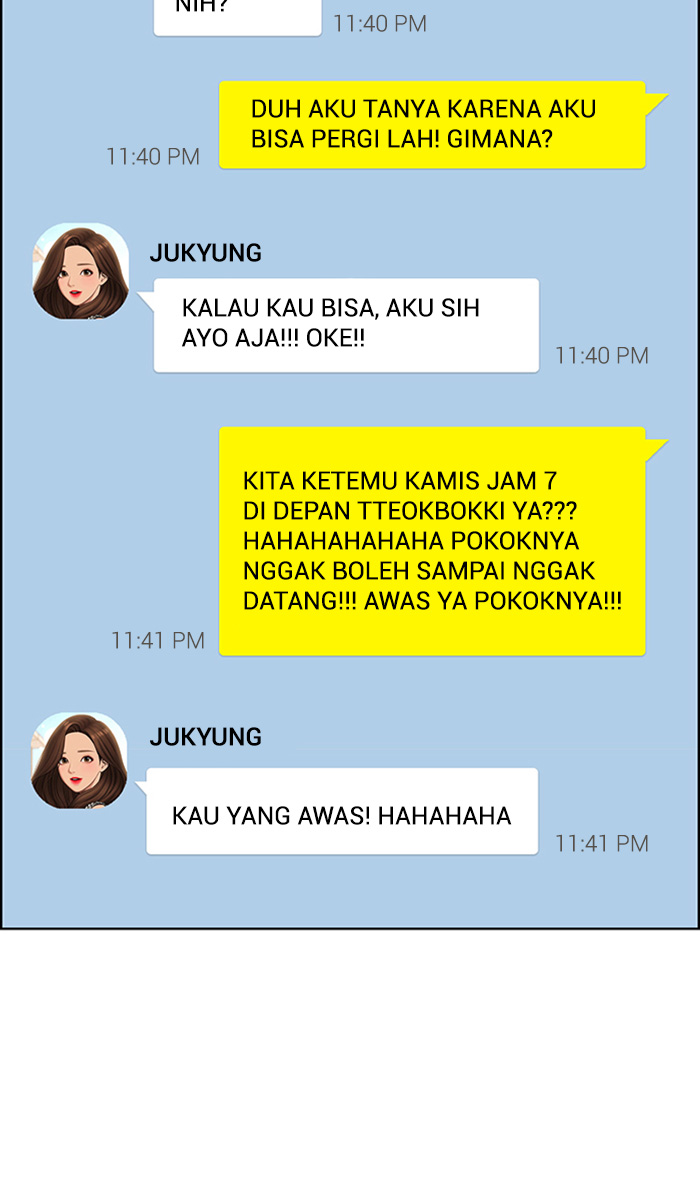 NIH?
11:40 PM
DUH AKU TANYA KARENA AKU
BISA PERGI LAH! GIMANA?
11:40 PM
JUKYUNG
KALAU KAU BISA, AKU SIH
AYO AJA!!! OKE!!
11:40 PM
KITA KETEMU KAMIS JAM 7
DI DEPAN TTEOKBOKKI YA???
HAHAHAHAHAHA POKOKNYA
NGGAK BOLEH SAMPAI NGGAK
DATANG!!! AWAS YA POKOKNYA!!!
11:41 PM
JUKYUNG
KAU YANG AWAS! HAHAHAHA
11:41 PM